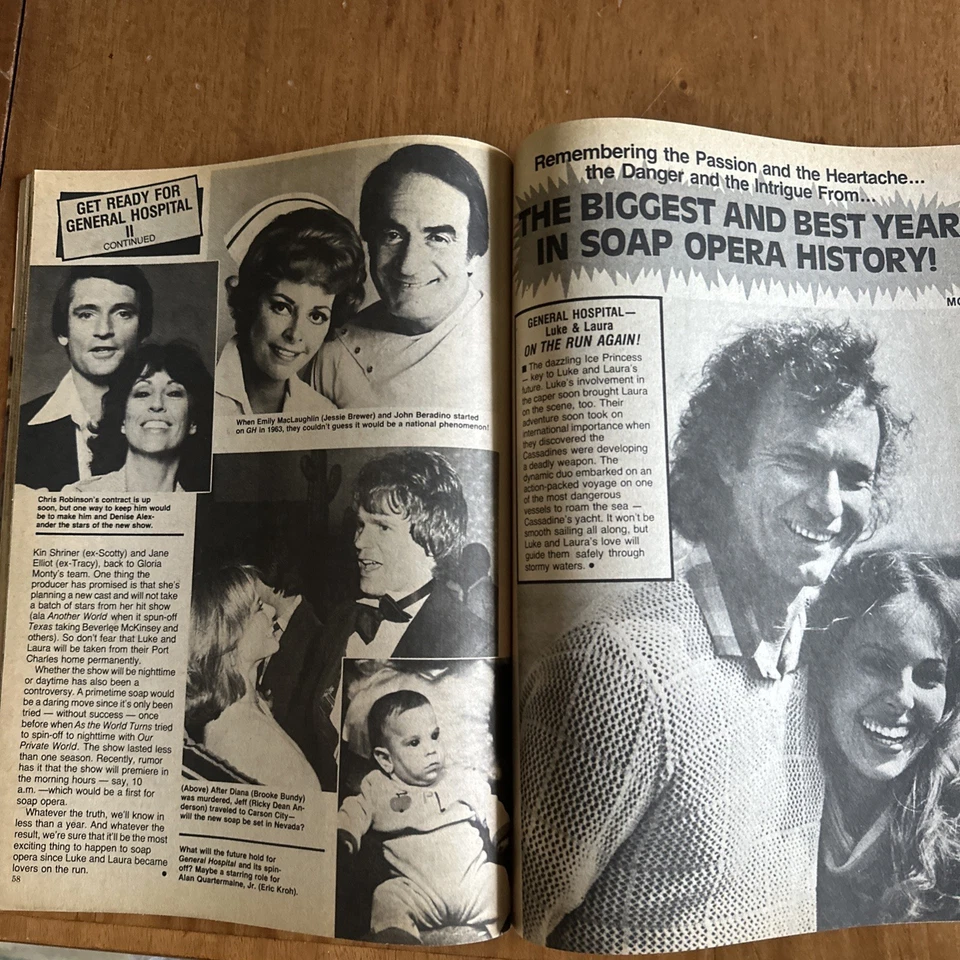 GET READY FOR
GENERAL HOSPITAL
II
CONTINUED
When Emily MacLaughlin (Jessie Brewer) and John Beradino started
on GH in 1963, they couldn't guess it would be a national phenomenon!
Chris Robinson's contract is up
soon, but one way to keep him would
be to make him and Denise Alex-
ander the stars of the new show.
Kin Shriner (ex-Scotty) and Jane
Elliot (ex-Tracy), back to Gloria
Monty's team. One thing the
producer has promised is that she's
planning a new cast and will not take
a batch of stars from her hit show
(ala Another World when it spun-off
Texas taking Beverlee McKinsey and
others). So don't fear that Luke and
Laura will be taken from their Port
Charles home permanently.
Whether the show will be nighttime
or daytime has also been a
controversy. A primetime soap would
be a daring move since it's only been
tried — without success — once
before when As the World Turns tried
to spin-off to nighttime with Our
Private World. The show lasted less
than one season. Recently, rumor
has it that the show will premiere in
the morning hours — say, 10
a.m. —which would be a first for
soap opera.
Whatever the truth, we'll know in
less than a year. And whatever the
result, we're sure that it'll be the most
exciting thing to happen to soap
opera since Luke and Laura became
lovers on the run. •
58
(Above) After Diana (Brooke Bundy)
was murdered, Jeff (Ricky Dean An-
derson) traveled to Carson City—
will the new soap be set in Nevada?
What will the future hold for
General Hospital and its spin-
off? Maybe a starring role for
Alan Quartermaine, Jr. (Eric Kroh).
Remembering the Passion and the Heartache...
the Danger and the Intrigue From...
THE BIGGEST AND BEST YEAR
IN SOAP OPERA HISTORY!
GENERAL HOSPITAL—
Luke & Laura
ON THE RUN AGAIN!
■ The dazzling Ice Princess
— key to Luke and Laura's
future. Luke's involvement in
the caper soon brought Laura
on the scene, too. Their
adventure soon took on
international importance when
they discovered the
Cassadines were developing
a deadly weapon. The
dynamic duo embarked on an
action-packed voyage on one
of the most dangerous
vessels to roam the sea —
Cassadine's yacht. It won't be
smooth sailing all along, but
Luke and Laura's love will
guide them safely through
stormy waters. •